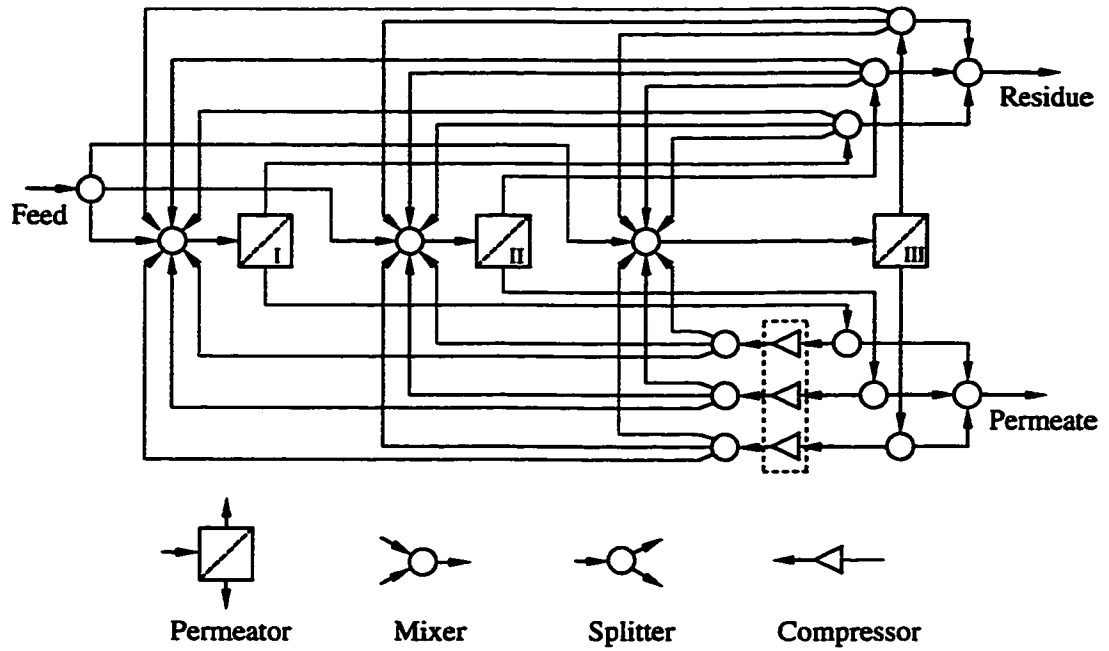 Residue
Feed
I
II
III
Permeate
Permeator
Mixer
Splitter
Compressor